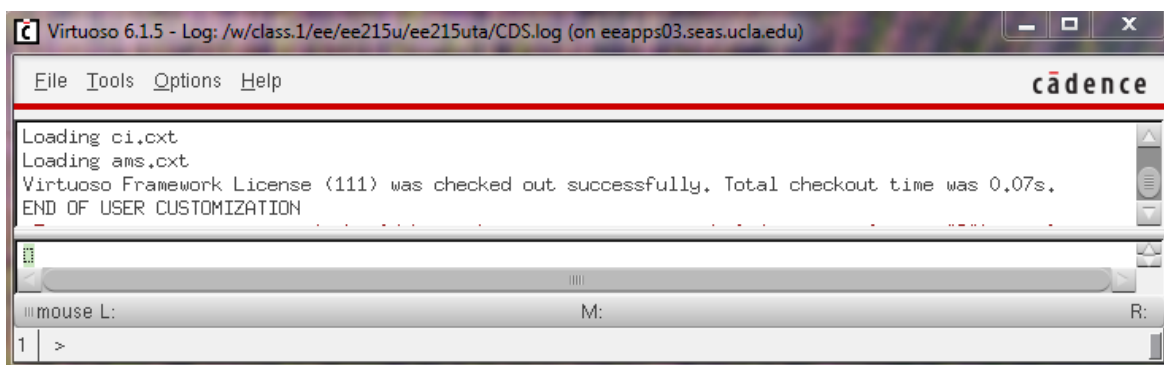 Virtuoso 6.1.5 - Log: /w/class.1/ee/ee215u/ee215uta/CDS.log (on eeapps03.seas.ucla.edu)
File Tools Options Help
cādence
Loading ci.cxt
Loading ams.cxt
Virtuoso Framework License (111) was checked out successfully. Total checkout time was 0.07s.
END OF USER CUSTOMIZATION
mouse L: M: R:
1 >